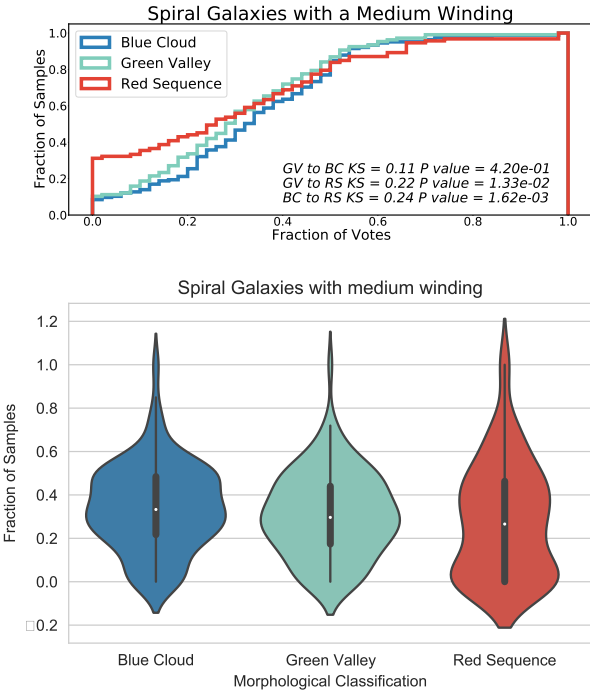 Spiral Galaxies with a Medium Winding
1.0
0.8
0.6
0.4
0.2
0.0
Fraction of Samples
Blue Cloud
Green Valley
Red Sequence
GV to BC KS = 0.11 P value = 4.20e-01
GV to RS KS = 0.22 P value = 1.33e-02
BC to RS KS = 0.24 P value = 1.62e-03
0.0 0.2 0.4 0.6 0.8 1.0
Fraction of Votes
Spiral Galaxies with medium winding
1.2
1.0
0.8
0.6
0.4
0.2
0.0
▯0.2
Fraction of Samples
Blue Cloud Green Valley Red Sequence
Morphological Classification